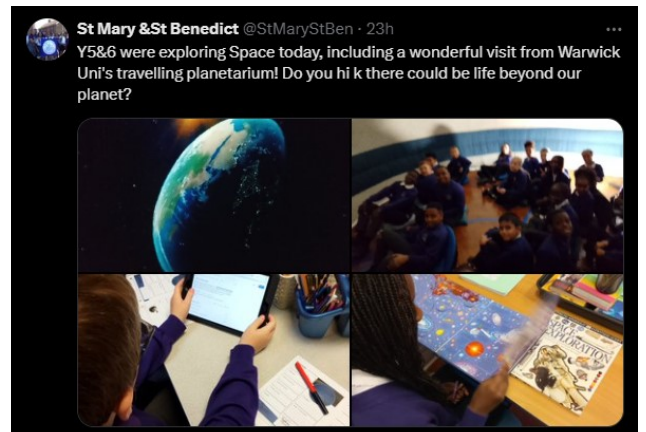 St Mary &St Benedict @StMaryStBen · 23h
Y5&6 were exploring Space today, including a wonderful visit from Warwick
Uni's travelling planetarium! Do you hi k there could be life beyond our
planet?
SPACE
EXPLORATION